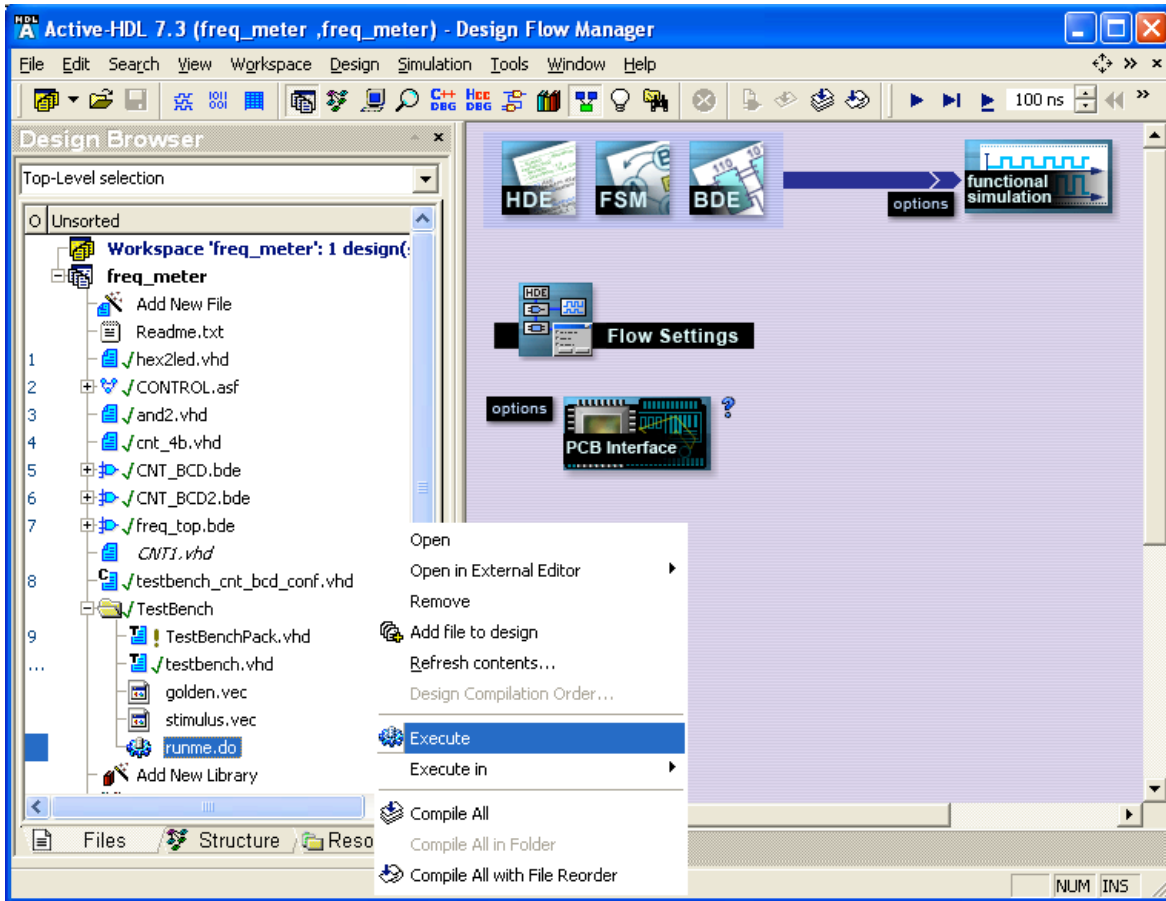 Active-HDL 7.3 (freq_meter ,freq_meter) - Design Flow Manager
File Edit Search View Workspace Design Simulation Tools Window Help
C++ DBG HDL DBG 100 ns
Design Browser
Top-Level selection
O Unsorted
Workspace 'freq_meter': 1 design(
freq_meter
Add New File
Readme.txt
1 hex2led.vhd
2 CONTROL.asf
3 and2.vhd
4 cnt_4b.vhd
5 CNT_BCD.bde
6 CNT_BCD2.bde
7 freq_top.bde
CNT1.vhd
8 testbench_cnt_bcd_conf.vhd
TestBench
9 TestBenchPack.vhd
... testbench.vhd
golden.vec
stimulus.vec
runme.do
Add New Library
Files Structure Reso
HDE FSM BDE
options
functional
simulation
HDE
Flow Settings
options
PCB Interface
Open
Open in External Editor
Remove
Add file to design
Refresh contents...
Design Compilation Order...
Execute
Execute in
Compile All
Compile All in Folder
Compile All with File Reorder
NUM INS